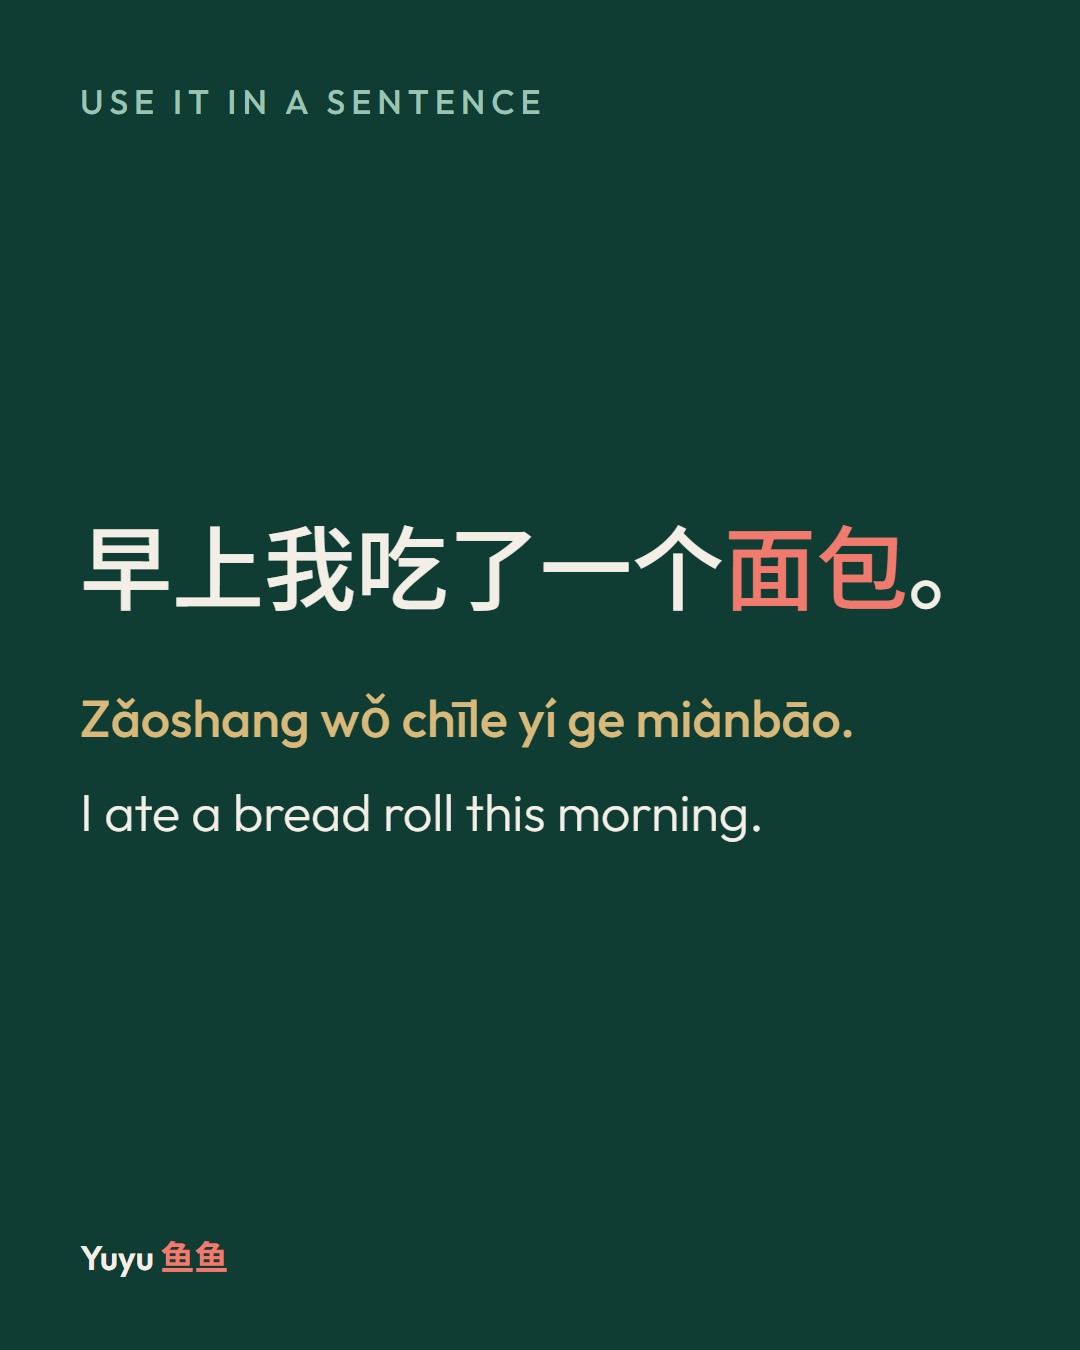 USE IT IN A SENTENCE
早上我吃了一个面包。
Zǎoshang wǒ chīle yí ge miànbāo.
I ate a bread roll this morning.
Yuyu 鱼鱼